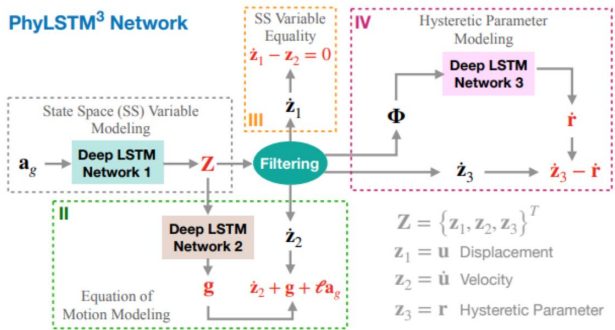 PhyLSTM³ Network
SS Variable
Equality
ż₁ − z₂ = 0
III
ż₁
IV
Hysteretic Parameter
Modeling
Deep LSTM
Network 3
Φ
ṙ
ż₃
ż₃ − ṙ
State Space (SS) Variable
Modeling
a_g
Deep LSTM
Network 1
Z
Filtering
II
Deep LSTM
Network 2
ż₂
g
ż₂ + g + ℓa_g
Equation of
Motion Modeling
Z = {z₁, z₂, z₃}ᵀ
z₁ = u Displacement
z₂ = u̇ Velocity
z₃ = r Hysteretic Parameter